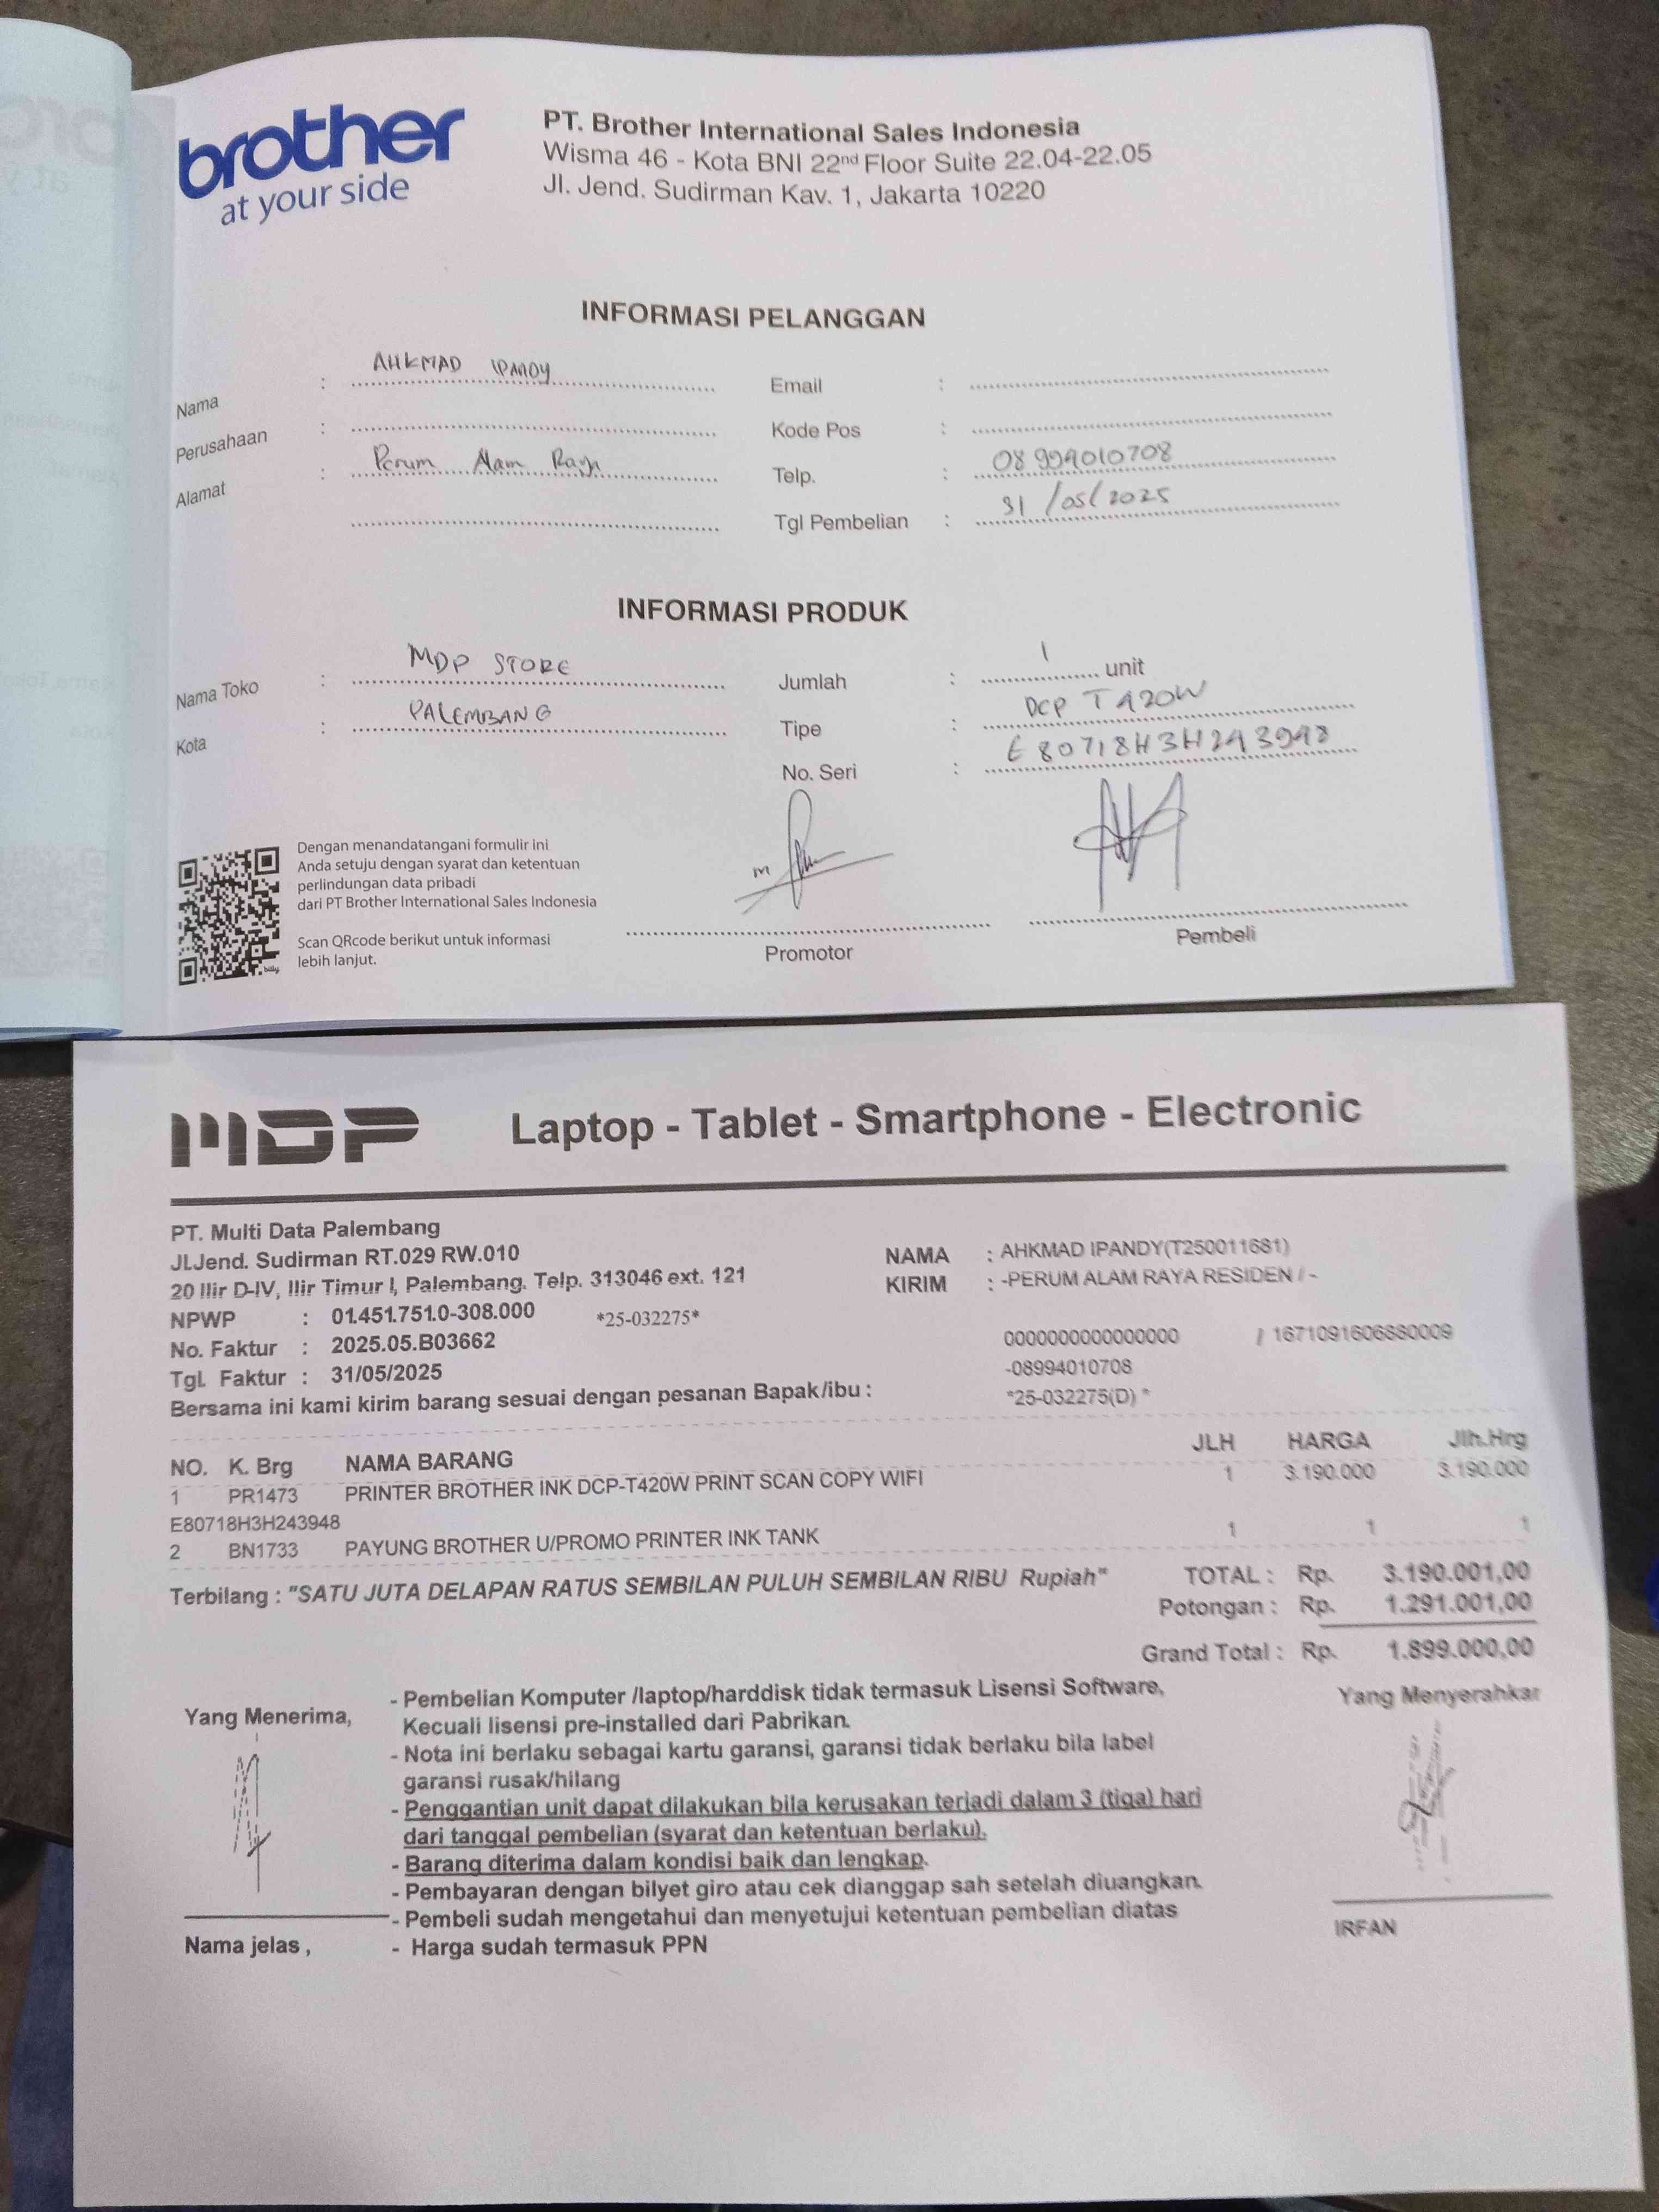 brother
at your side
PT. Brother International Sales Indonesia
Wisma 46 - Kota BNI 22nd Floor Suite 22.04-22.05
Jl. Jend. Sudirman Kav. 1, Jakarta 10220
INFORMASI PELANGGAN
Nama : AHKMAD IPANDY
Perusahaan :
Alamat : Perum Alam Raya
Email :
Kode Pos :
Telp. : 08994010708
Tgl Pembelian : 31/05/2025
INFORMASI PRODUK
Nama Toko : MDP STORE
Kota : PALEMBANG
Jumlah : 1 unit
Tipe : DCP T420W
No. Seri : E80718H3H243948
Dengan menandatangani formulir ini
Anda setuju dengan syarat dan ketentuan
perlindungan data pribadi
dari PT Brother International Sales Indonesia
Scan QRcode berikut untuk informasi
lebih lanjut.
Promotor
Pembeli
MDP Laptop - Tablet - Smartphone - Electronic
PT. Multi Data Palembang
Jl.Jend. Sudirman RT.029 RW.010
20 Ilir D-IV, Ilir Timur I, Palembang. Telp. 313046 ext. 121
NPWP : 01.451.751.0-308.000 *25-032275*
No. Faktur : 2025.05.B03662
Tgl. Faktur : 31/05/2025
Bersama ini kami kirim barang sesuai dengan pesanan Bapak/ibu :
NAMA : AHKMAD IPANDY(T250011681)
KIRIM : -PERUM ALAM RAYA RESIDEN / -
0000000000000000 / 1671091606880009
-08994010708
*25-032275(D) *
NO. K. Brg NAMA BARANG JLH HARGA Jlh.Hrg
1 PR1473 PRINTER BROTHER INK DCP-T420W PRINT SCAN COPY WIFI 1 3.190.000 3.190.000
E80718H3H243948
2 BN1733 PAYUNG BROTHER U/PROMO PRINTER INK TANK 1 1 1
Terbilang : "SATU JUTA DELAPAN RATUS SEMBILAN PULUH SEMBILAN RIBU Rupiah"
TOTAL : Rp. 3.190.001,00
Potongan : Rp. 1.291.001,00
Grand Total : Rp. 1.899.000,00
Yang Menerima,
- Pembelian Komputer /laptop/harddisk tidak termasuk Lisensi Software,
Kecuali lisensi pre-installed dari Pabrikan.
- Nota ini berlaku sebagai kartu garansi, garansi tidak berlaku bila label
garansi rusak/hilang
- Penggantian unit dapat dilakukan bila kerusakan terjadi dalam 3 (tiga) hari
dari tanggal pembelian (syarat dan ketentuan berlaku).
- Barang diterima dalam kondisi baik dan lengkap.
- Pembayaran dengan bilyet giro atau cek dianggap sah setelah diuangkan.
- Pembeli sudah mengetahui dan menyetujui ketentuan pembelian diatas
- Harga sudah termasuk PPN
Nama jelas ,
Yang Menyerahkan
IRFAN